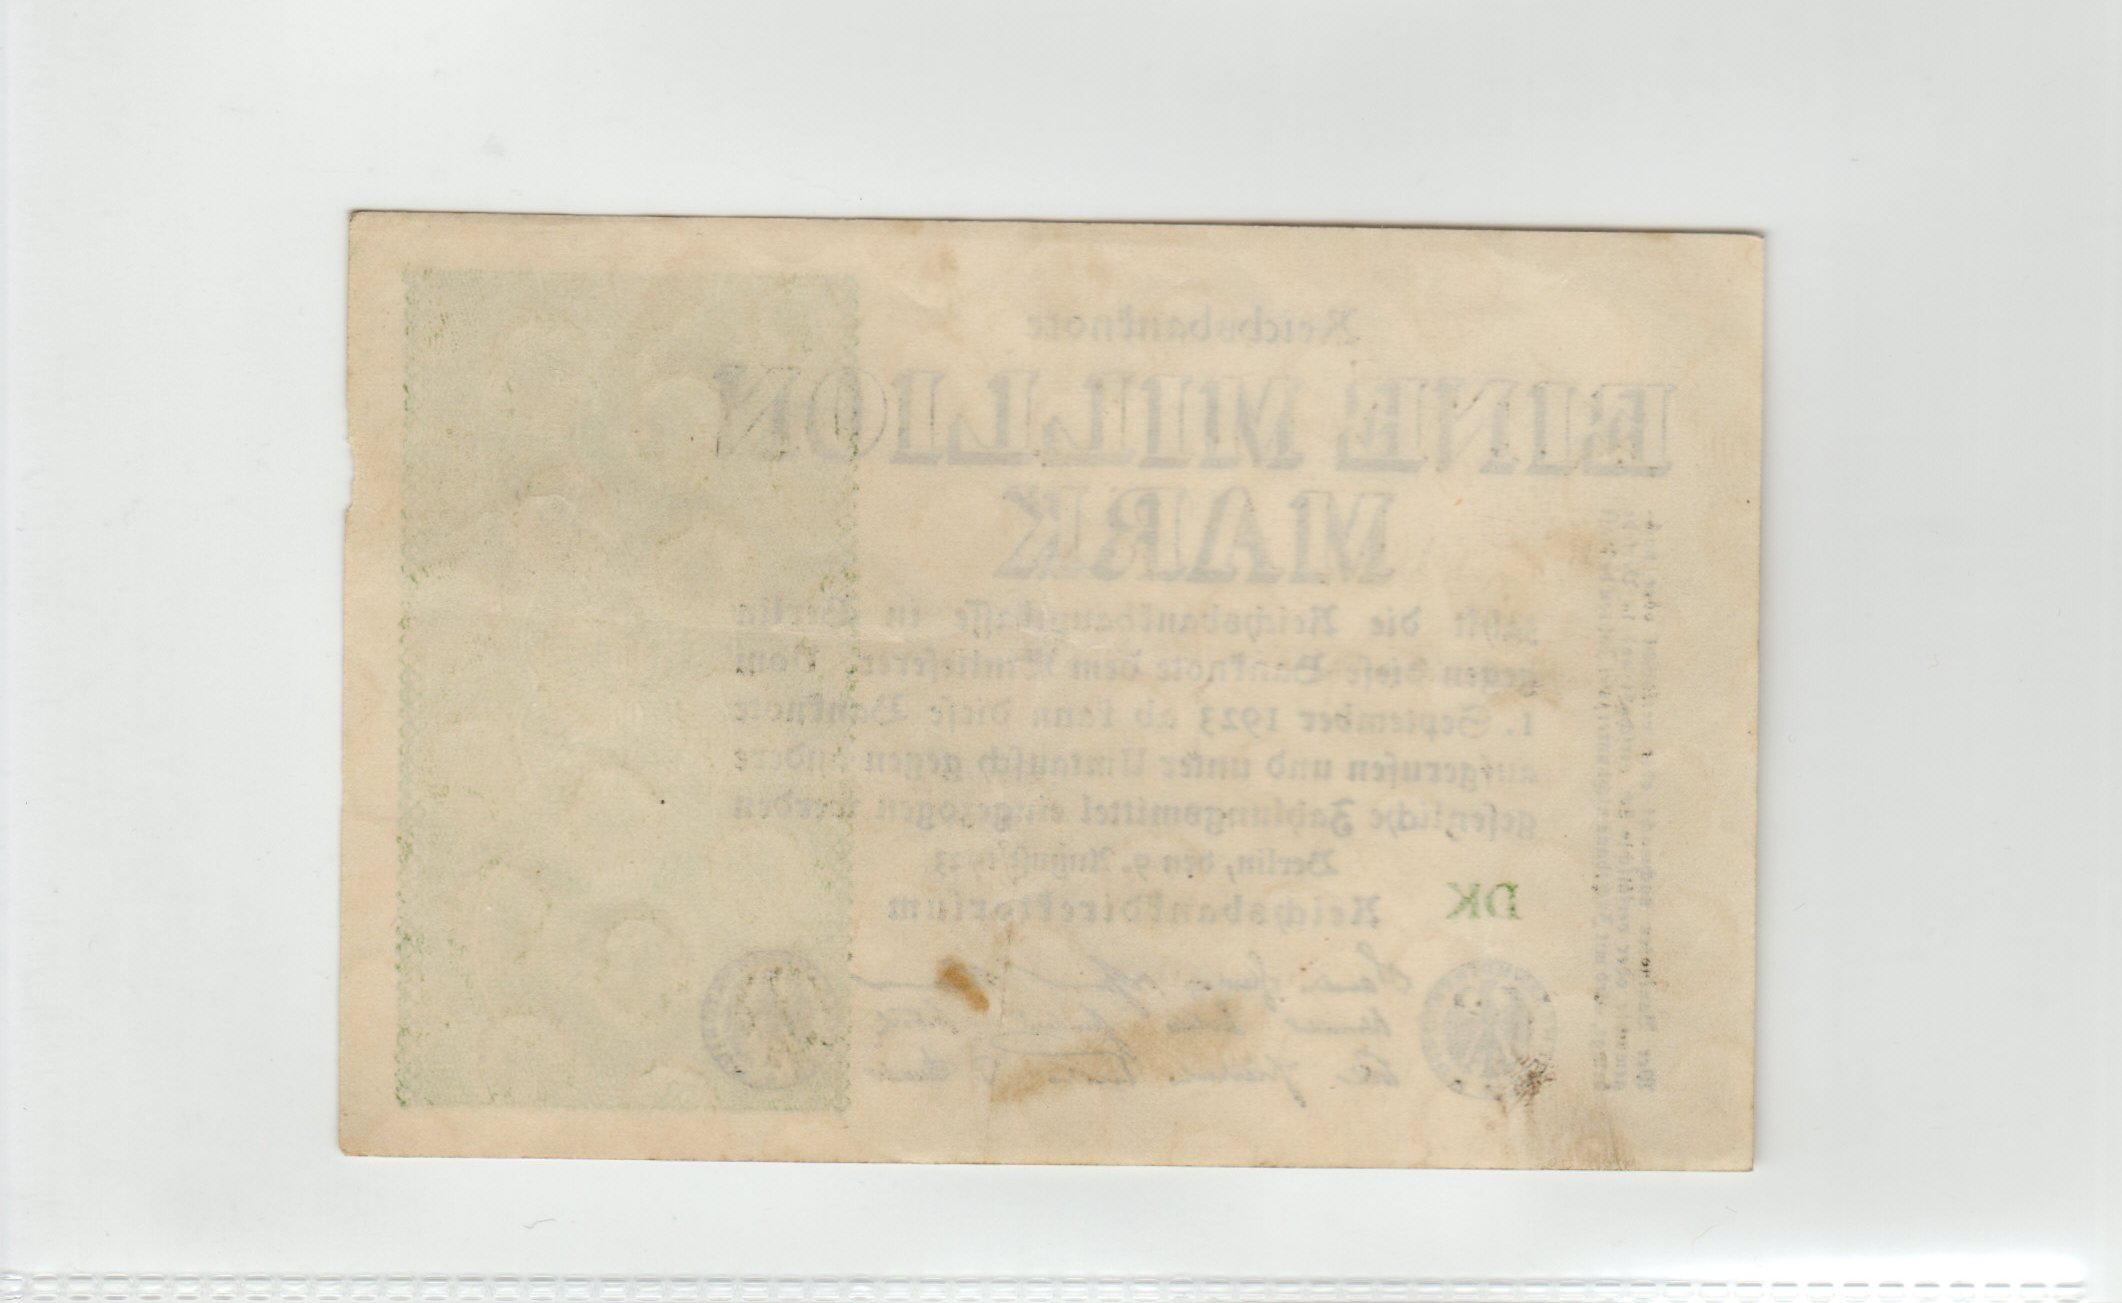 Reichsbanknote
EINE MILLION
MARK
zahlt die Reichsbankhauptkasse in Berlin
gegen diese Banknote dem Einlieferer. Vom
1. September 1923 ab kann diese Banknote
aufgerufen und unter Umtausch gegen andere
gesetzliche Zahlungsmittel eingezogen werden
Berlin, den 9. August 1923
Reichsbankdirektorium
DK